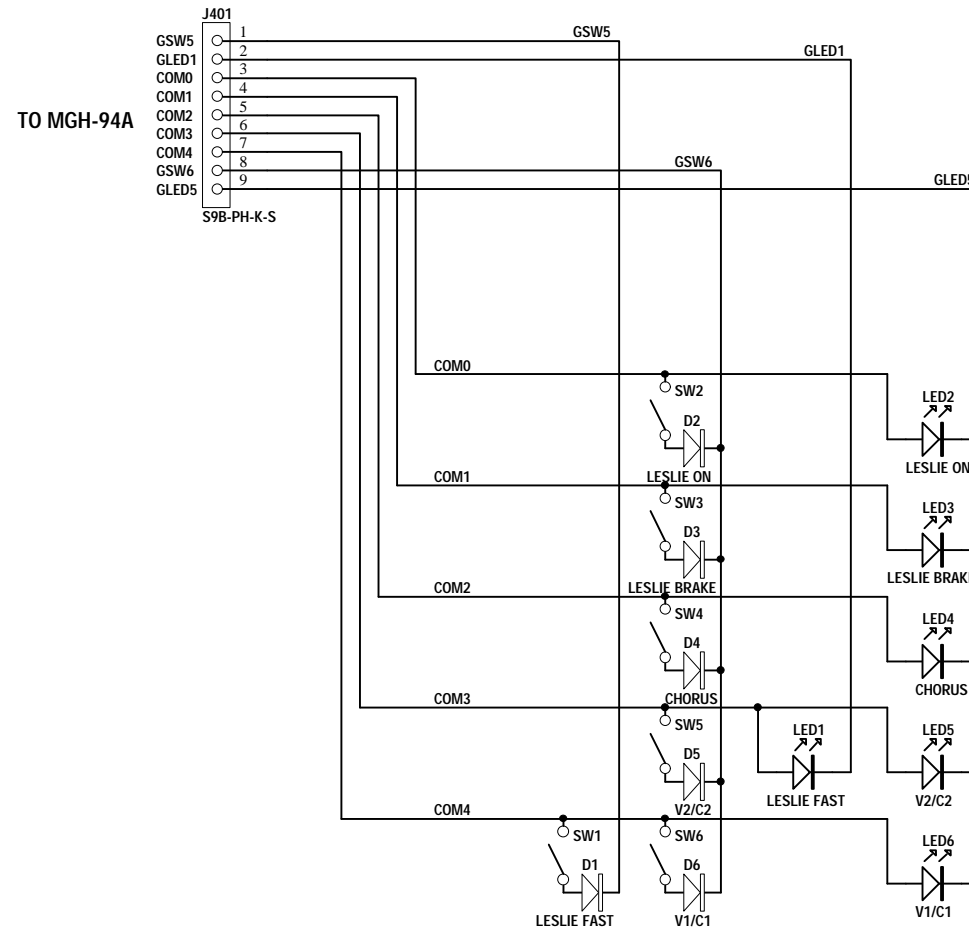 J401
GSW5 1 GSW5
GLED1 2 GLED1
COM0 3
COM1 4
TO MGH-94A
COM2 5
COM3 6
COM4 7
GSW6 8 GSW6
GLED5 9 GLED5
S9B-PH-K-S
COM0
SW2
LED2
D2
LESLIE ON
LESLIE ON
COM1
SW3
LED3
D3
LESLIE BRAKE
LESLIE BRAKE
COM2
SW4
LED4
D4
CHORUS
CHORUS
COM3
SW5
LED1
LED5
D5
LESLIE FAST
V2/C2
V2/C2
COM4
SW1
SW6
LED6
D1
D6
LESLIE FAST
V1/C1
V1/C1